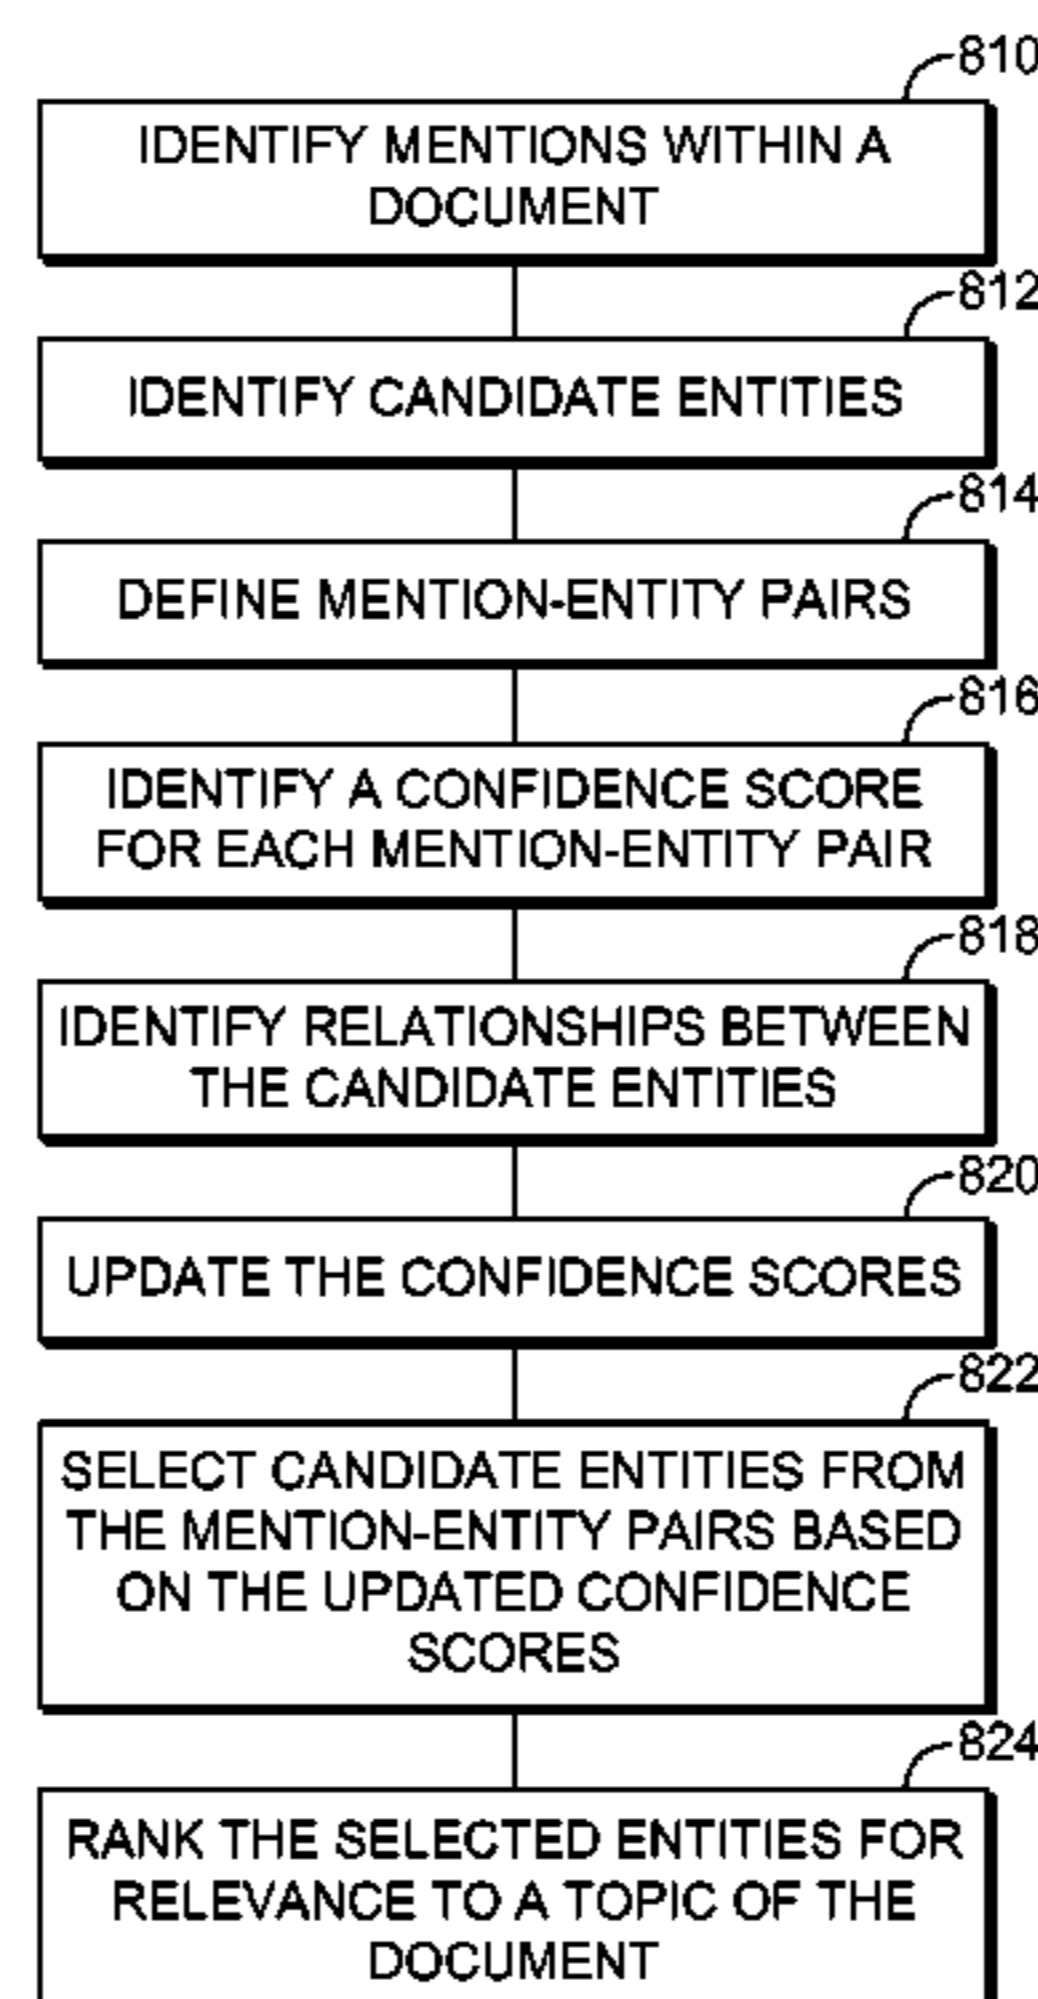 810
IDENTIFY MENTIONS WITHIN A
DOCUMENT
812
IDENTIFY CANDIDATE ENTITIES
814
DEFINE MENTION-ENTITY PAIRS
816
IDENTIFY A CONFIDENCE SCORE
FOR EACH MENTION-ENTITY PAIR
818
IDENTIFY RELATIONSHIPS BETWEEN
THE CANDIDATE ENTITIES
820
UPDATE THE CONFIDENCE SCORES
822
SELECT CANDIDATE ENTITIES FROM
THE MENTION-ENTITY PAIRS BASED
ON THE UPDATED CONFIDENCE
SCORES
824
RANK THE SELECTED ENTITIES FOR
RELEVANCE TO A TOPIC OF THE
DOCUMENT